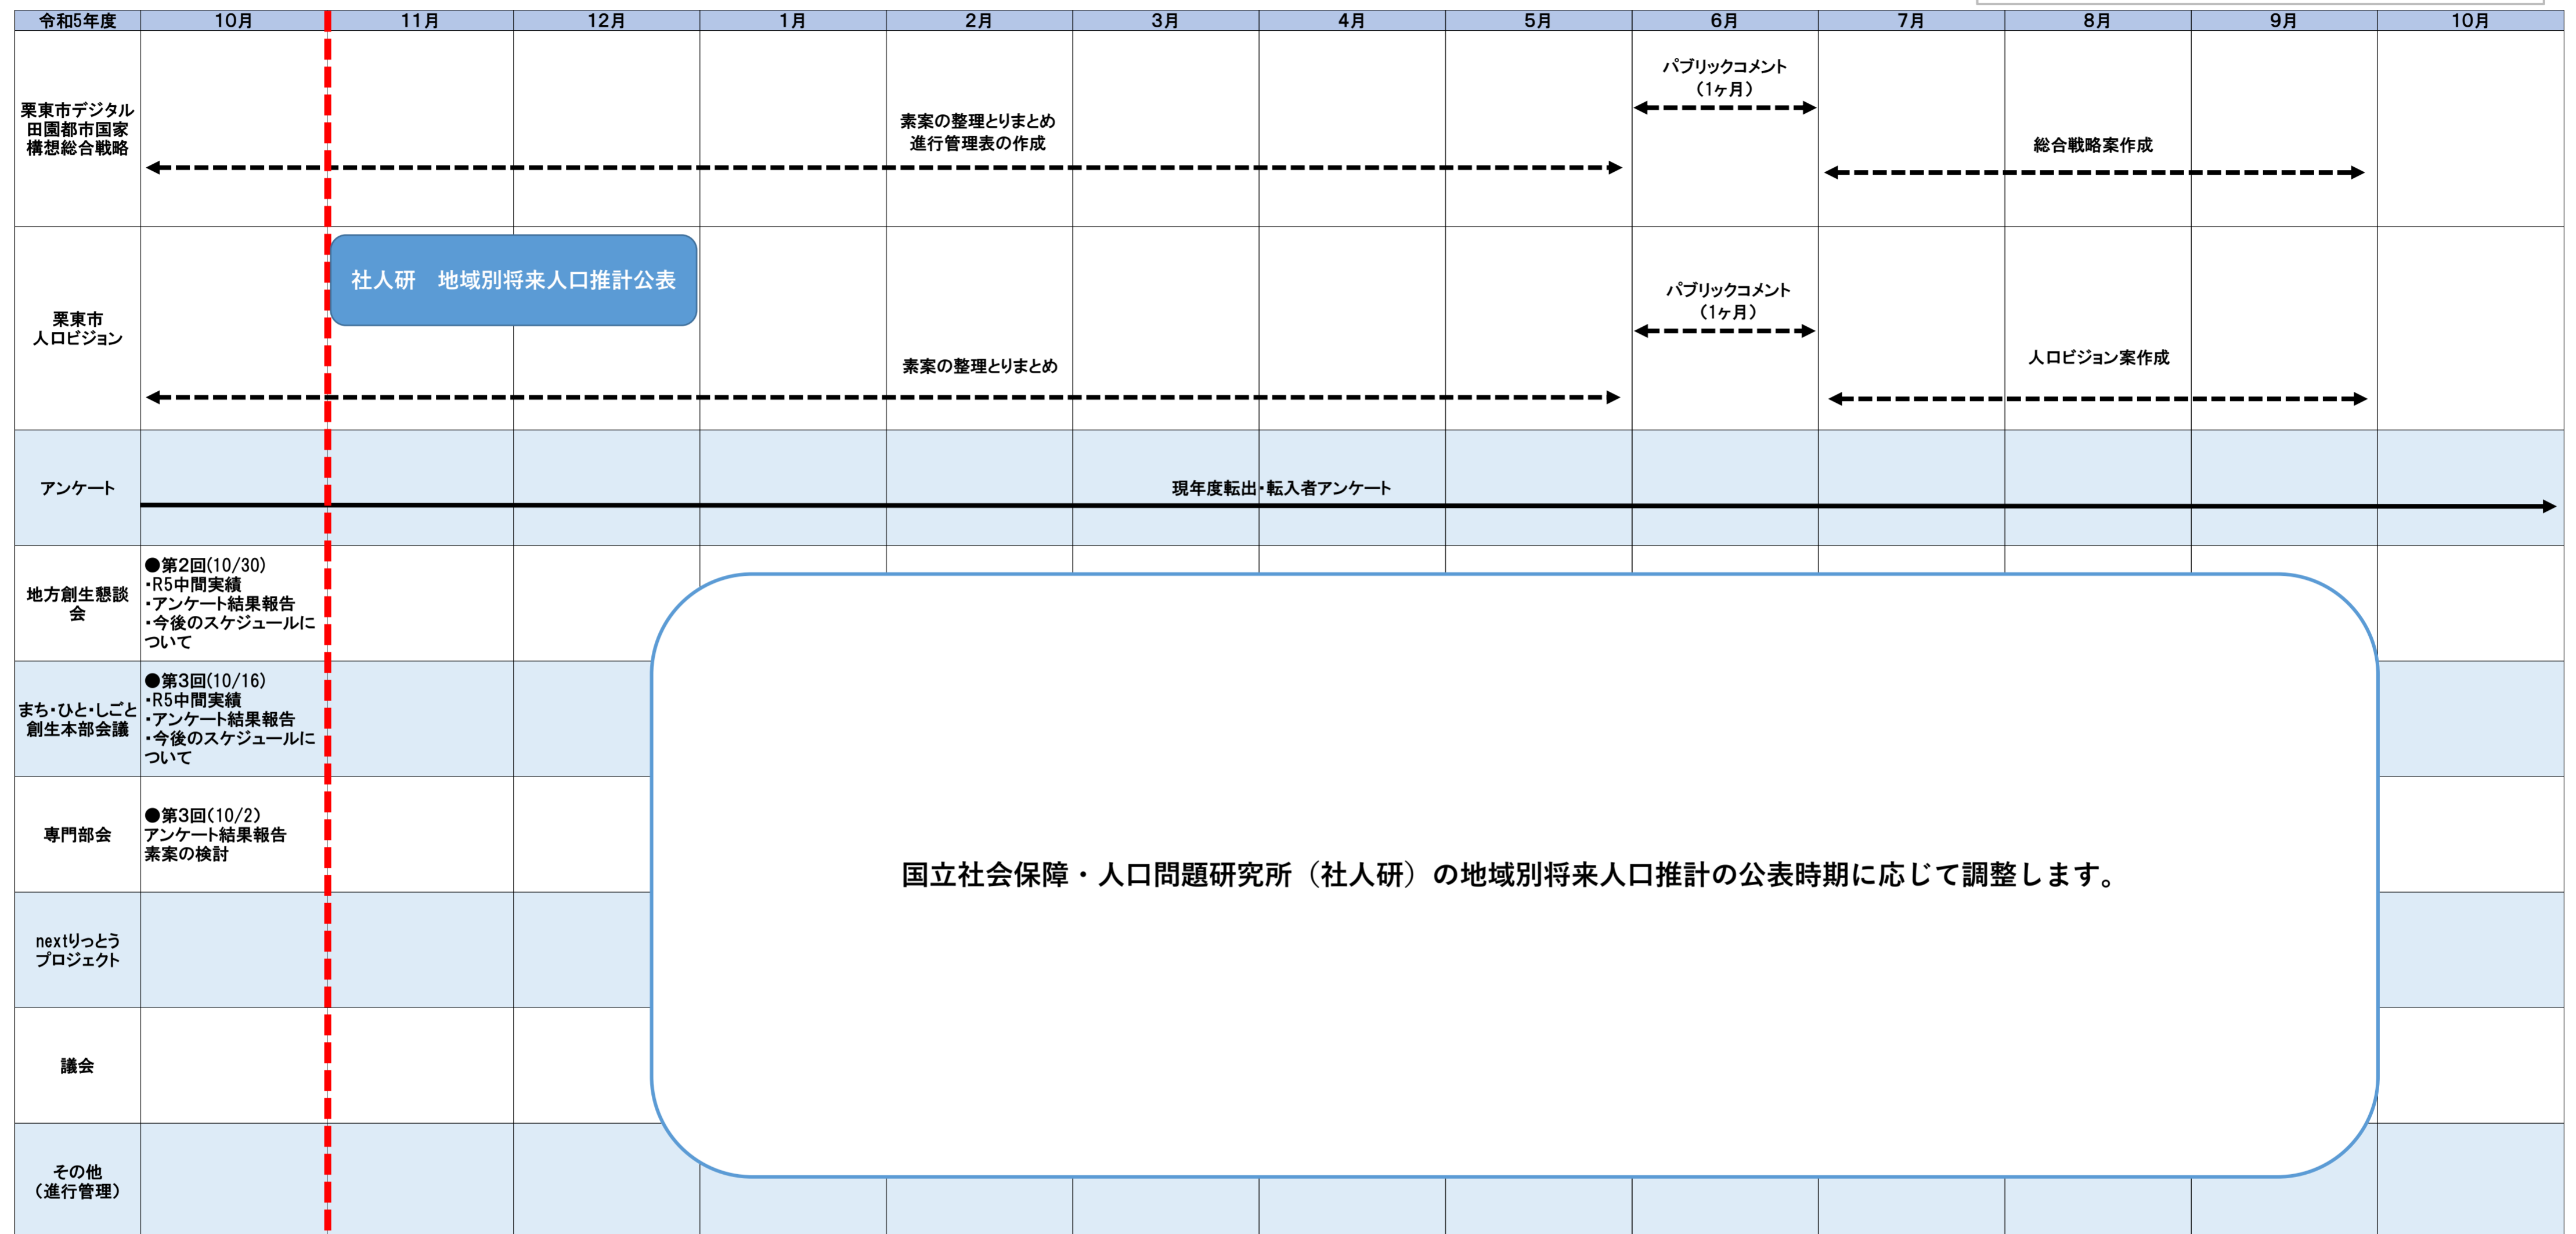 令和5年度 10月 11月 12月 1月 2月 3月 4月 5月 6月 7月 8月 9月 10月
栗東市デジタル
田園都市国家
構想総合戦略
素案の整理とりまとめ
進行管理表の作成
パブリックコメント
(1ヶ月)
総合戦略案作成
栗東市
人口ビジョン
社人研　地域別将来人口推計公表
素案の整理とりまとめ
パブリックコメント
(1ヶ月)
人口ビジョン案作成
アンケート
現年度転出・転入者アンケート
地方創生懇談
会
●第2回(10/30)
・R5中間実績
・アンケート結果報告
・今後のスケジュールに
ついて
まち・ひと・しごと
創生本部会議
●第3回(10/16)
・R5中間実績
・アンケート結果報告
・今後のスケジュールに
ついて
専門部会
●第3回(10/2)
アンケート結果報告
素案の検討
国立社会保障・人口問題研究所（社人研）の地域別将来人口推計の公表時期に応じて調整します。
nextりっとう
プロジェクト
議会
その他
(進行管理)